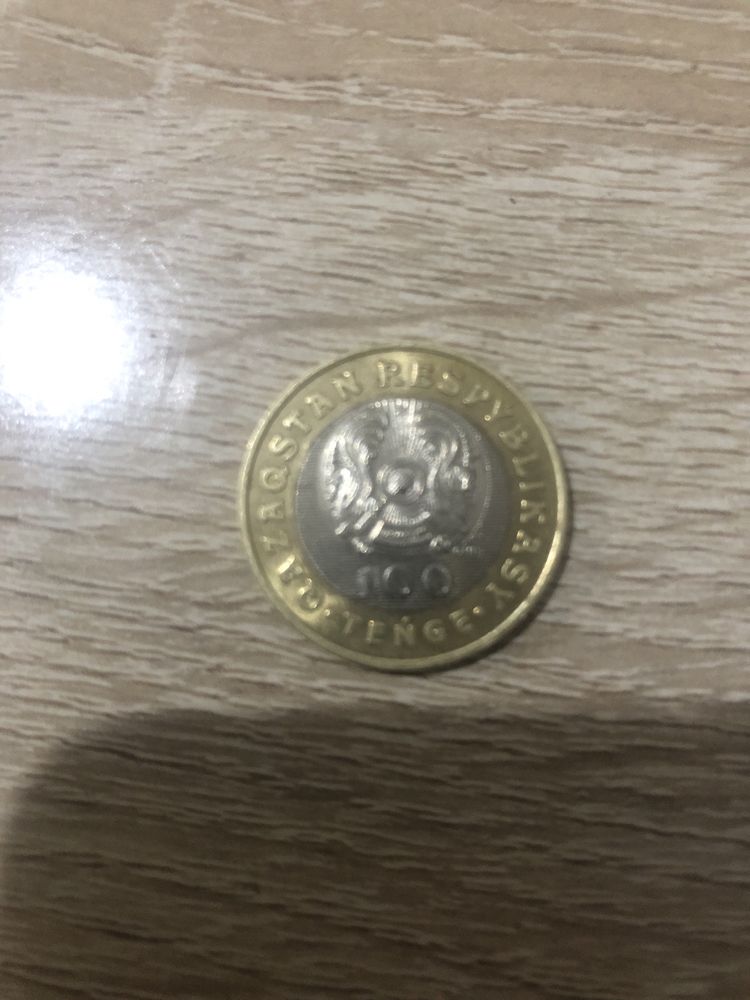 QAZAQSTAN RESPÝBLIKASY
100
• TEŃGE •